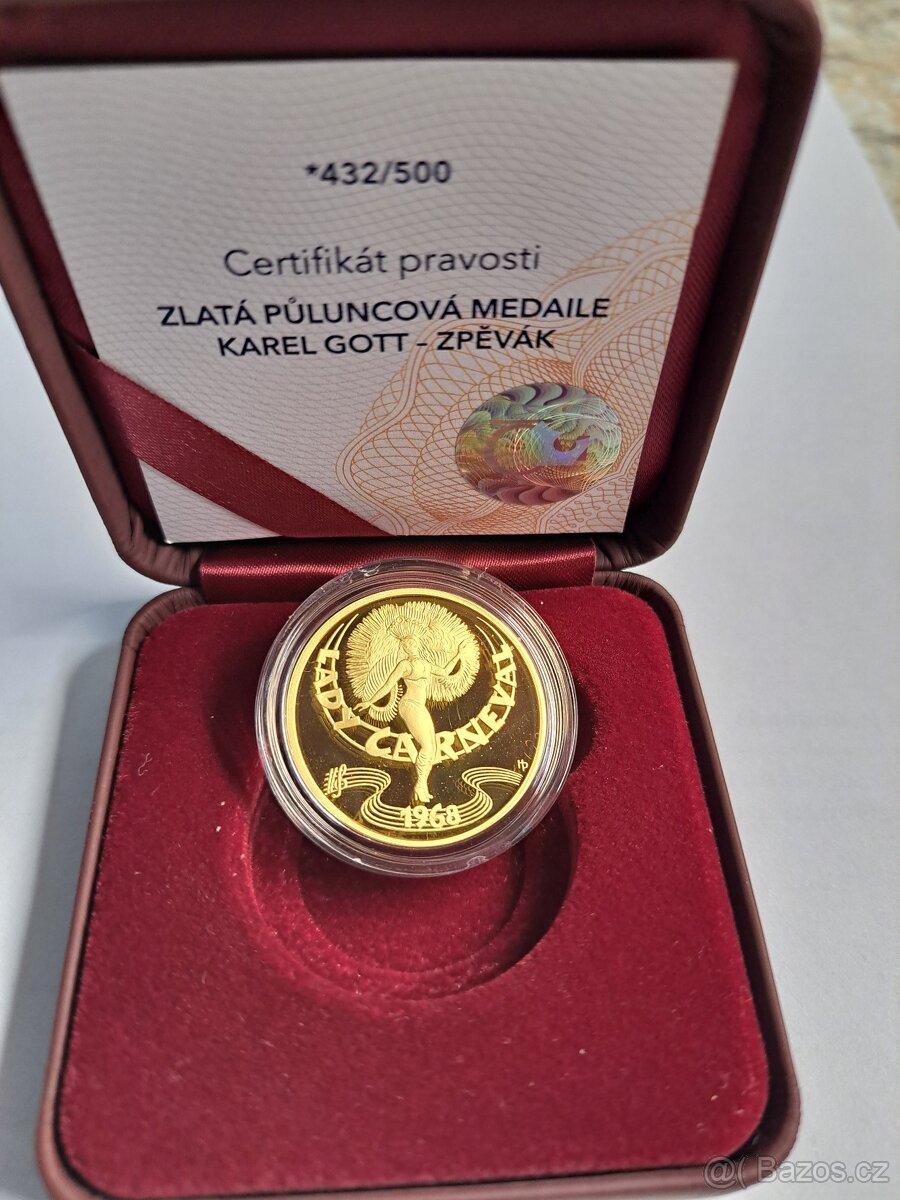 *432/500
Certifikát pravosti
ZLATÁ PŮLUNCOVÁ MEDAILE
KAREL GOTT – ZPĚVÁK
LADY CARNEVAL
1968
@( Bazos.cz